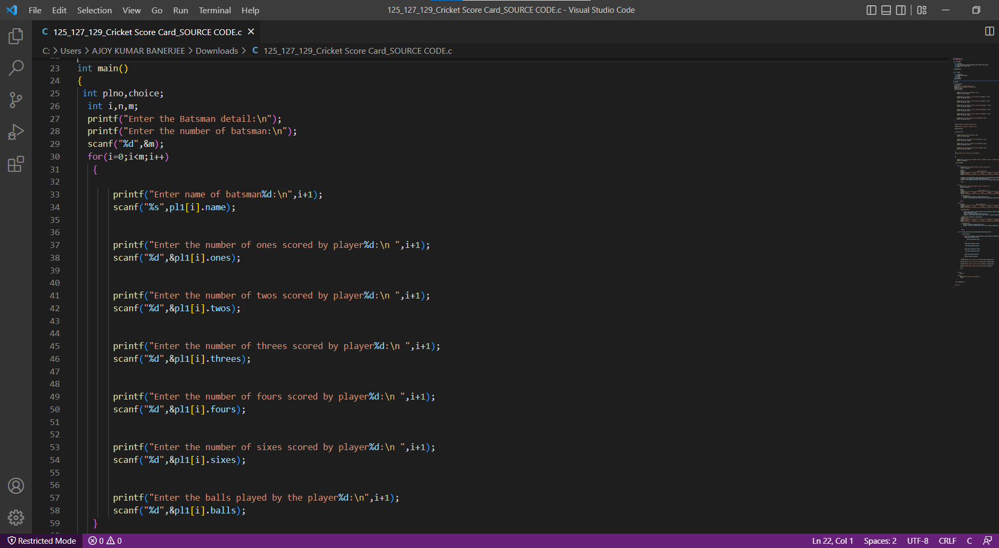 File Edit Selection View Go Run Terminal Help
125_127_129_Cricket Score Card_SOURCE CODE.c - Visual Studio Code
C 125_127_129_Cricket Score Card_SOURCE CODE.c
C: > Users > AJOY KUMAR BANERJEE > Downloads > C 125_127_129_Cricket Score Card_SOURCE CODE.c
23 int main()
24 {
25 int plno,choice;
26 int i,n,m;
27 printf("Enter the Batsman detail:\n");
28 printf("Enter the number of batsman:\n");
29 scanf("%d",&m);
30 for(i=0;i<m;i++)
31 {
32
33 printf("Enter name of batsman%d:\n",i+1);
34 scanf("%s",pl1[i].name);
35
36
37 printf("Enter the number of ones scored by player%d:\n ",i+1);
38 scanf("%d",&pl1[i].ones);
39
40
41 printf("Enter the number of twos scored by player%d:\n ",i+1);
42 scanf("%d",&pl1[i].twos);
43
44
45 printf("Enter the number of threes scored by player%d:\n ",i+1);
46 scanf("%d",&pl1[i].threes);
47
48
49 printf("Enter the number of fours scored by player%d:\n ",i+1);
50 scanf("%d",&pl1[i].fours);
51
52
53 printf("Enter the number of sixes scored by player%d:\n ",i+1);
54 scanf("%d",&pl1[i].sixes);
55
56
57 printf("Enter the balls played by the player%d:\n",i+1);
58 scanf("%d",&pl1[i].balls);
59 }
Restricted Mode 0 0 Ln 22, Col 1 Spaces: 2 UTF-8 CRLF C